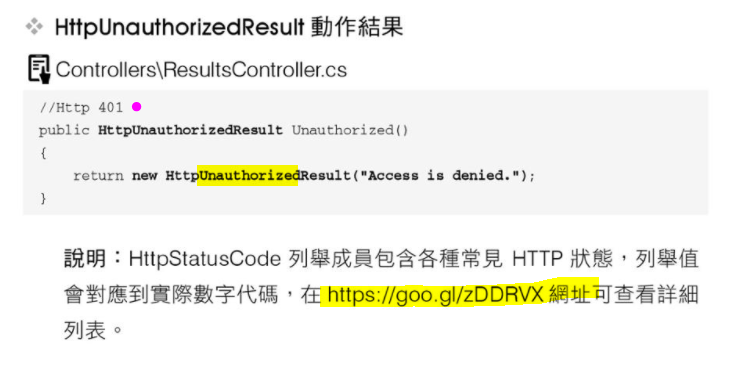 ❖ HttpUnauthorizedResult 動作結果
Controllers\ResultsController.cs
//Http 401
public HttpUnauthorizedResult Unauthorized()
{
    return new HttpUnauthorizedResult("Access is denied.");
}
說明：HttpStatusCode 列舉成員包含各種常見 HTTP 狀態，列舉值
會對應到實際數字代碼，在 https://goo.gl/zDDRVX 網址可查看詳細
列表。